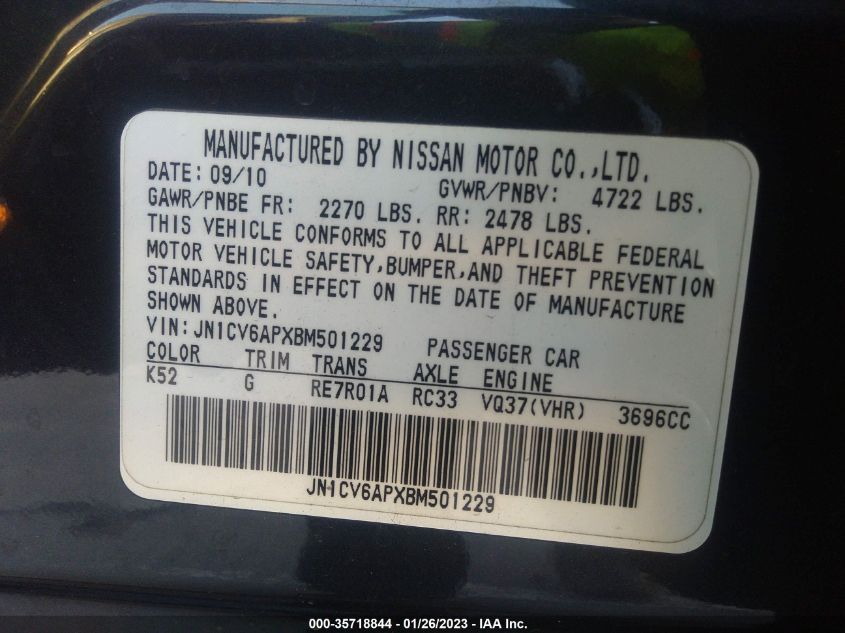 MANUFACTURED BY NISSAN MOTOR CO.,LTD.
DATE: 09/10 GVWR/PNBV: 4722 LBS.
GAWR/PNBE FR: 2270 LBS. RR: 2478 LBS.
THIS VEHICLE CONFORMS TO ALL APPLICABLE FEDERAL
MOTOR VEHICLE SAFETY,BUMPER,AND THEFT PREVENTION
STANDARDS IN EFFECT ON THE DATE OF MANUFACTURE
SHOWN ABOVE.
VIN:JN1CV6APXBM501229 PASSENGER CAR
COLOR TRIM TRANS AXLE ENGINE
K52 G RE7R01A RC33 VQ37(VHR) 3696CC
JN1CV6APXBM501229
000-35718844 | 01/26/2023 - IAA Inc.